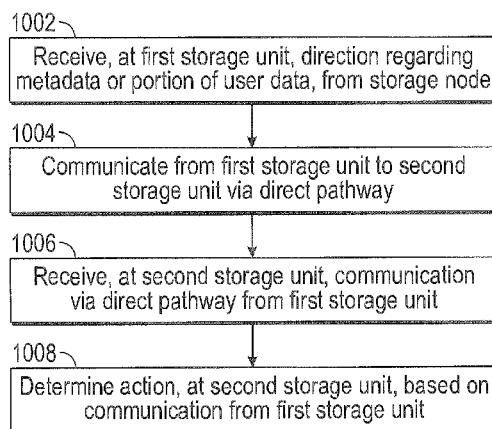 1002
Receive, at first storage unit, direction regarding
metadata or portion of user data, from storage node
1004
Communicate from first storage unit to second
storage unit via direct pathway
1006
Receive, at second storage unit, communication
via direct pathway from first storage unit
1008
Determine action, at second storage unit, based on
communication from first storage unit